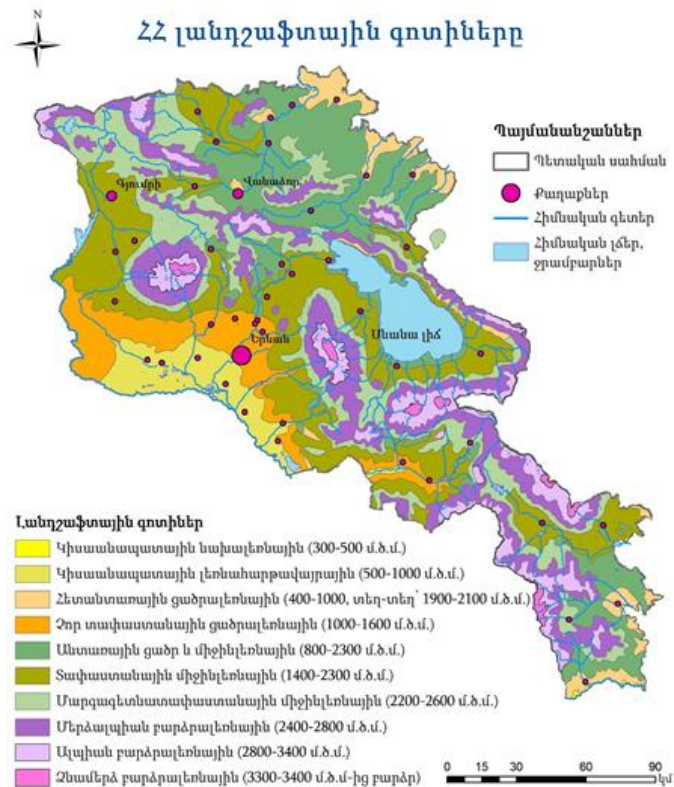 N
ՀՀ լանդշաֆտային գոտիները
Պայմանանշաններ
Պետական սահման
Քաղաքներ
Հիմնական գետեր
Հիմնական լճեր,
ջրամբարներ
Գյումրի
Վանաձոր
Երևան
Սևանա լիճ
Լանդշաֆտային գոտիներ
Կիսաանապատային նախալեռնային (300-500 մ.ծ.մ.)
Կիսաանապատային լեռնահարթավայրային (500-1000 մ.ծ.մ.)
Հետանտառային ցածրալեռնային (400-1000, տեղ-տեղ՝ 1900-2100 մ.ծ.մ.)
Չոր տափաստանային ցածրալեռնային (1000-1600 մ.ծ.մ.)
Անտառային ցածր և միջինլեռնային (800-2300 մ.ծ.մ.)
Տափաստանային միջինլեռնային (1400-2300 մ.ծ.մ.)
Մարգագետնատափաստանային միջինլեռնային (2200-2600 մ.ծ.մ.)
Մերձալպիան բարձրալեռնային (2400-2800 մ.ծ.մ.)
Ալպիան բարձրալեռնային (2800-3400 մ.ծ.մ.)
Ձնամերձ բարձրալեռնային (3300-3400 մ.ծ.մ-ից բարձր)
0 15 30 60 90 կմ